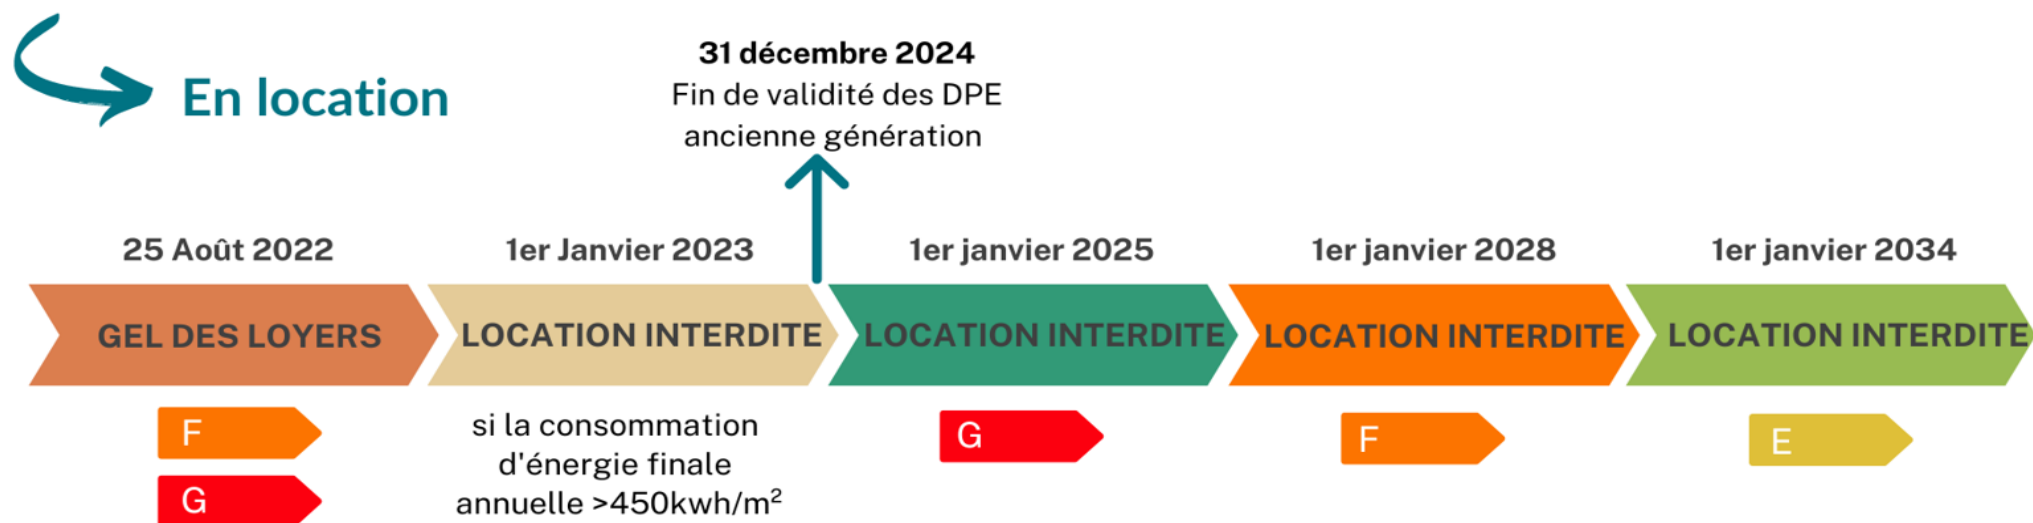 En location
31 décembre 2024
Fin de validité des DPE
ancienne génération
25 Août 2022
1er Janvier 2023
1er janvier 2025
1er janvier 2028
1er janvier 2034
GEL DES LOYERS
LOCATION INTERDITE
LOCATION INTERDITE
LOCATION INTERDITE
LOCATION INTERDITE
F
G
si la consommation
d'énergie finale
annuelle >450kwh/m²
G
F
E